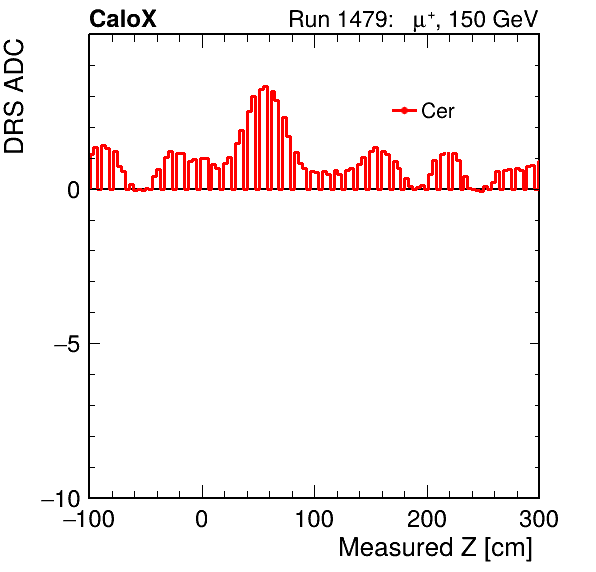 CaloX Run 1479: μ⁺, 150 GeV
DRS ADC
Cer
0
−5
−10
−100 0 100 200 300
Measured Z [cm]